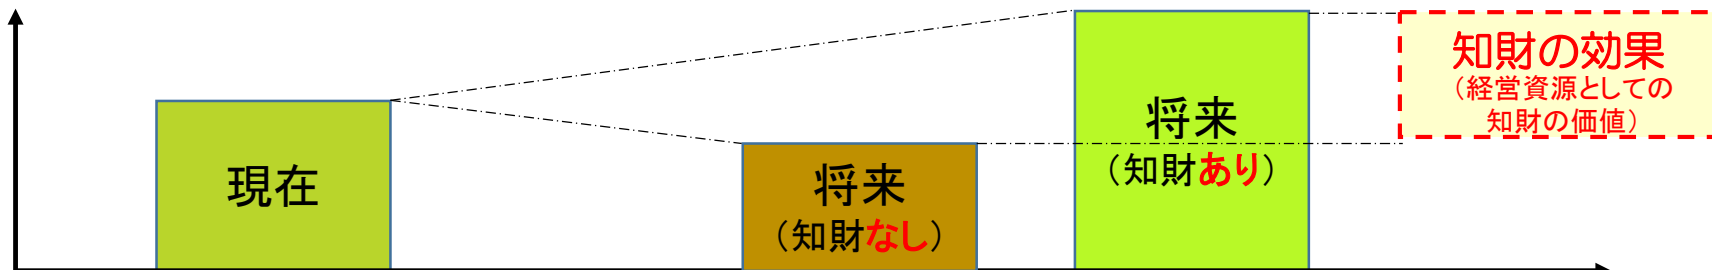 現在
将来
（知財なし）
将来
（知財あり）
知財の効果
（経営資源としての
知財の価値）